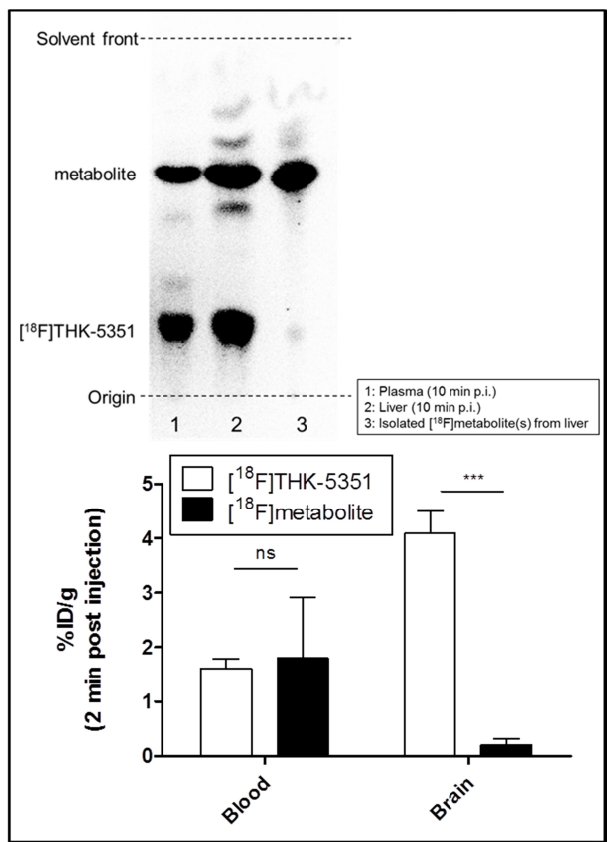 Solvent front
metabolite
[18F]THK-5351
Origin
1 2 3
1: Plasma (10 min p.i.)
2: Liver (10 min p.i.)
3: Isolated [18F]metabolite(s) from liver
[18F]THK-5351
[18F]metabolite
ns
***
%ID/g
(2 min post injection)
5
4
3
2
1
0
Blood
Brain